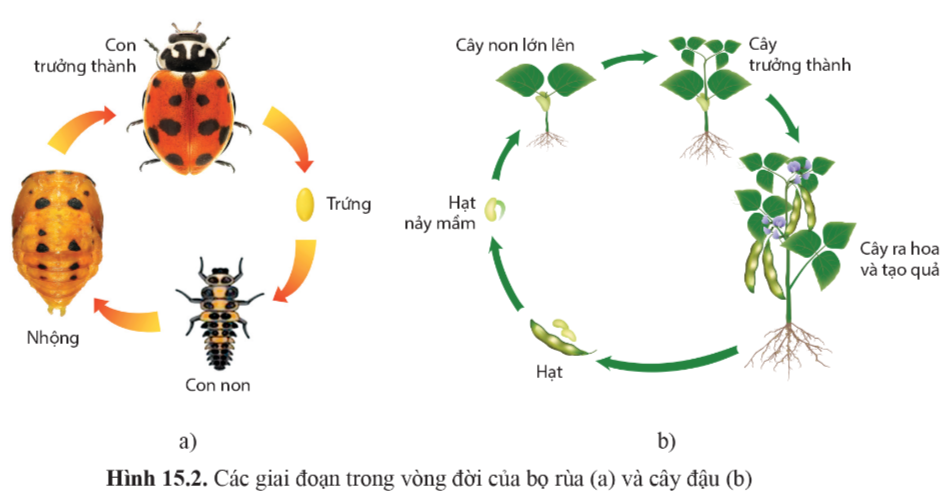 Con
trưởng thành
Trứng
Con non
Nhộng
a)
Cây non lớn lên
Cây
trưởng thành
Cây ra hoa
và tạo quả
Hạt
Hạt
nảy mầm
b)
Hình 15.2. Các giai đoạn trong vòng đời của bọ rùa (a) và cây đậu (b)